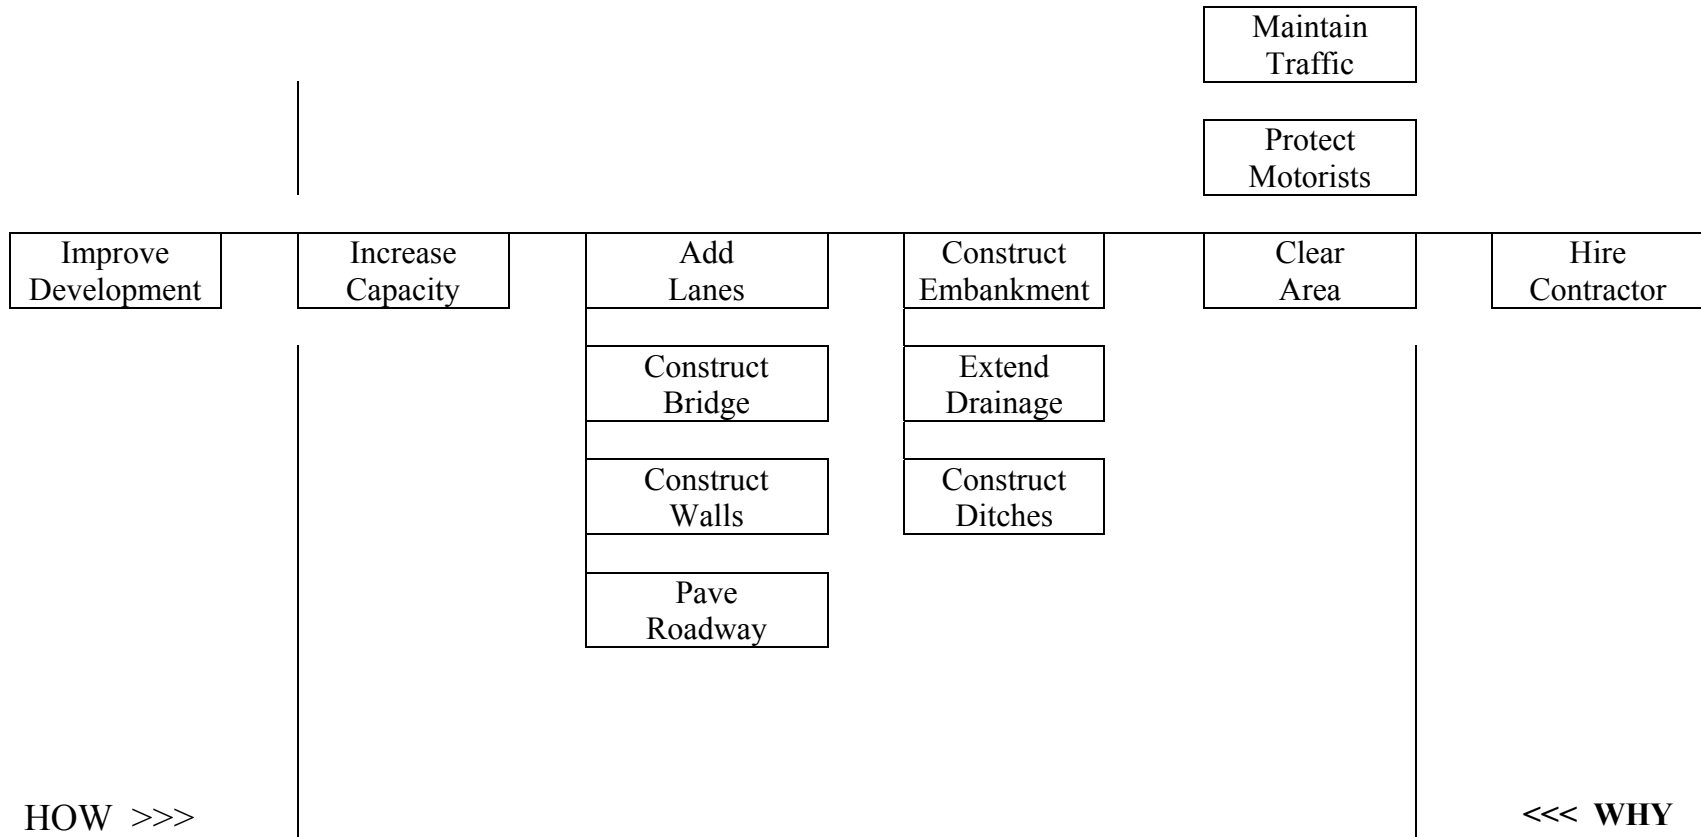 Maintain
Traffic
Protect
Motorists
Improve
Development
Increase
Capacity
Add
Lanes
Construct
Embankment
Clear
Area
Hire
Contractor
Construct
Bridge
Extend
Drainage
Construct
Walls
Construct
Ditches
Pave
Roadway
HOW >>>
<<< WHY